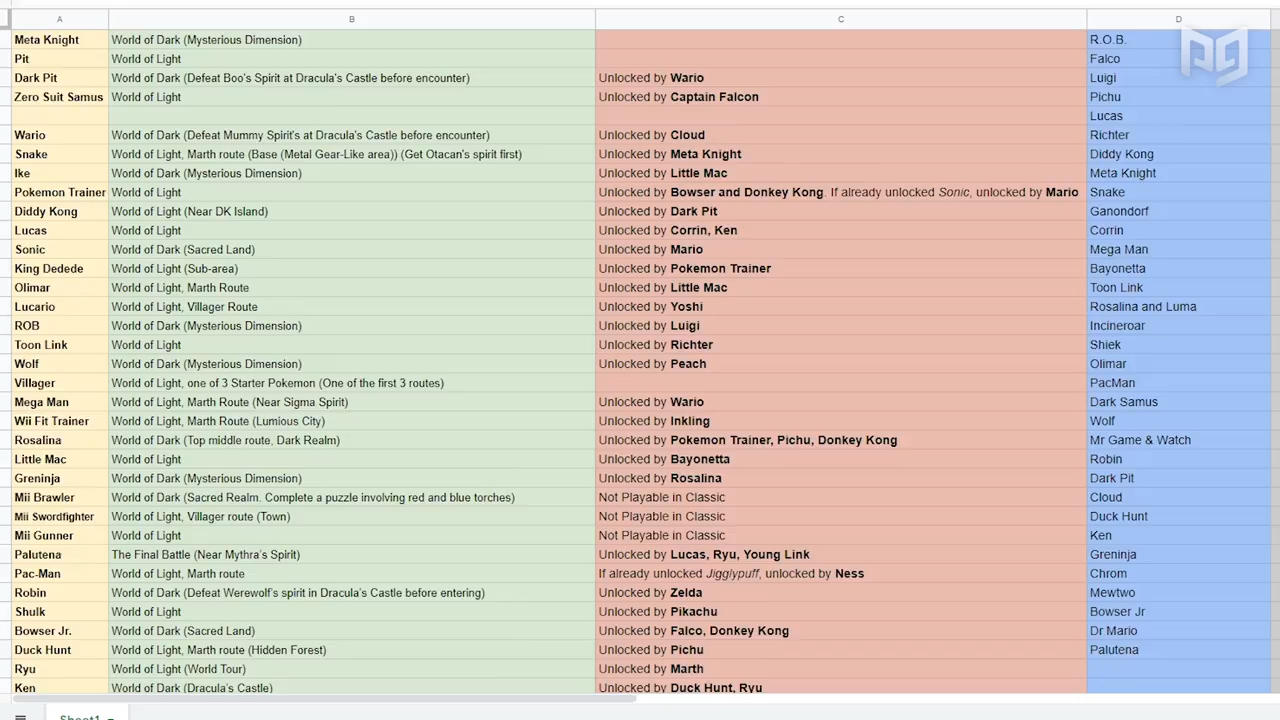 A B C D
Meta Knight World of Dark (Mysterious Dimension) R.O.B.
Pit World of Light Falco
Dark Pit World of Dark (Defeat Boo's Spirit at Dracula's Castle before encounter) Unlocked by Wario Luigi
Zero Suit Samus World of Light Unlocked by Captain Falcon Pichu
Lucas
Wario World of Dark (Defeat Mummy Spirit's at Dracula's Castle before encounter) Unlocked by Cloud Richter
Snake World of Light, Marth route (Base (Metal Gear-Like area)) (Get Otacan's spirit first) Unlocked by Meta Knight Diddy Kong
Ike World of Dark (Mysterious Dimension) Unlocked by Little Mac Meta Knight
Pokemon Trainer World of Light Unlocked by Bowser and Donkey Kong. If already unlocked Sonic, unlocked by Mario Snake
Diddy Kong World of Light (Near DK Island) Unlocked by Dark Pit Ganondorf
Lucas World of Light Unlocked by Corrin, Ken Corrin
Sonic World of Dark (Sacred Land) Unlocked by Mario Mega Man
King Dedede World of Light (Sub-area) Unlocked by Pokemon Trainer Bayonetta
Olimar World of Light, Marth Route Unlocked by Little Mac Toon Link
Lucario World of Light, Villager Route Unlocked by Yoshi Rosalina and Luma
ROB World of Dark (Mysterious Dimension) Unlocked by Luigi Incineroar
Toon Link World of Light Unlocked by Richter Shiek
Wolf World of Dark (Mysterious Dimension) Unlocked by Peach Olimar
Villager World of Light, one of 3 Starter Pokemon (One of the first 3 routes) PacMan
Mega Man World of Light, Marth Route (Near Sigma Spirit) Unlocked by Wario Dark Samus
Wii Fit Trainer World of Light, Marth Route (Lumious City) Unlocked by Inkling Wolf
Rosalina World of Dark (Top middle route, Dark Realm) Unlocked by Pokemon Trainer, Pichu, Donkey Kong Mr Game & Watch
Little Mac World of Light Unlocked by Bayonetta Robin
Greninja World of Dark (Mysterious Dimension) Unlocked by Rosalina Dark Pit
Mii Brawler World of Dark (Sacred Realm. Complete a puzzle involving red and blue torches) Not Playable in Classic Cloud
Mii Swordfighter World of Light, Villager route (Town) Not Playable in Classic Duck Hunt
Mii Gunner World of Light Not Playable in Classic Ken
Palutena The Final Battle (Near Mythra's Spirit) Unlocked by Lucas, Ryu, Young Link Greninja
Pac-Man World of Light, Marth route If already unlocked Jigglypuff, unlocked by Ness Chrom
Robin World of Dark (Defeat Werewolf's spirit in Dracula's Castle before entering) Unlocked by Zelda Mewtwo
Shulk World of Light Unlocked by Pikachu Bowser Jr
Bowser Jr. World of Dark (Sacred Land) Unlocked by Falco, Donkey Kong Dr Mario
Duck Hunt World of Light, Marth route (Hidden Forest) Unlocked by Pichu Palutena
Ryu World of Light (World Tour) Unlocked by Marth
Ken World of Dark (Dracula's Castle) Unlocked by Duck Hunt, Ryu
Sheet1